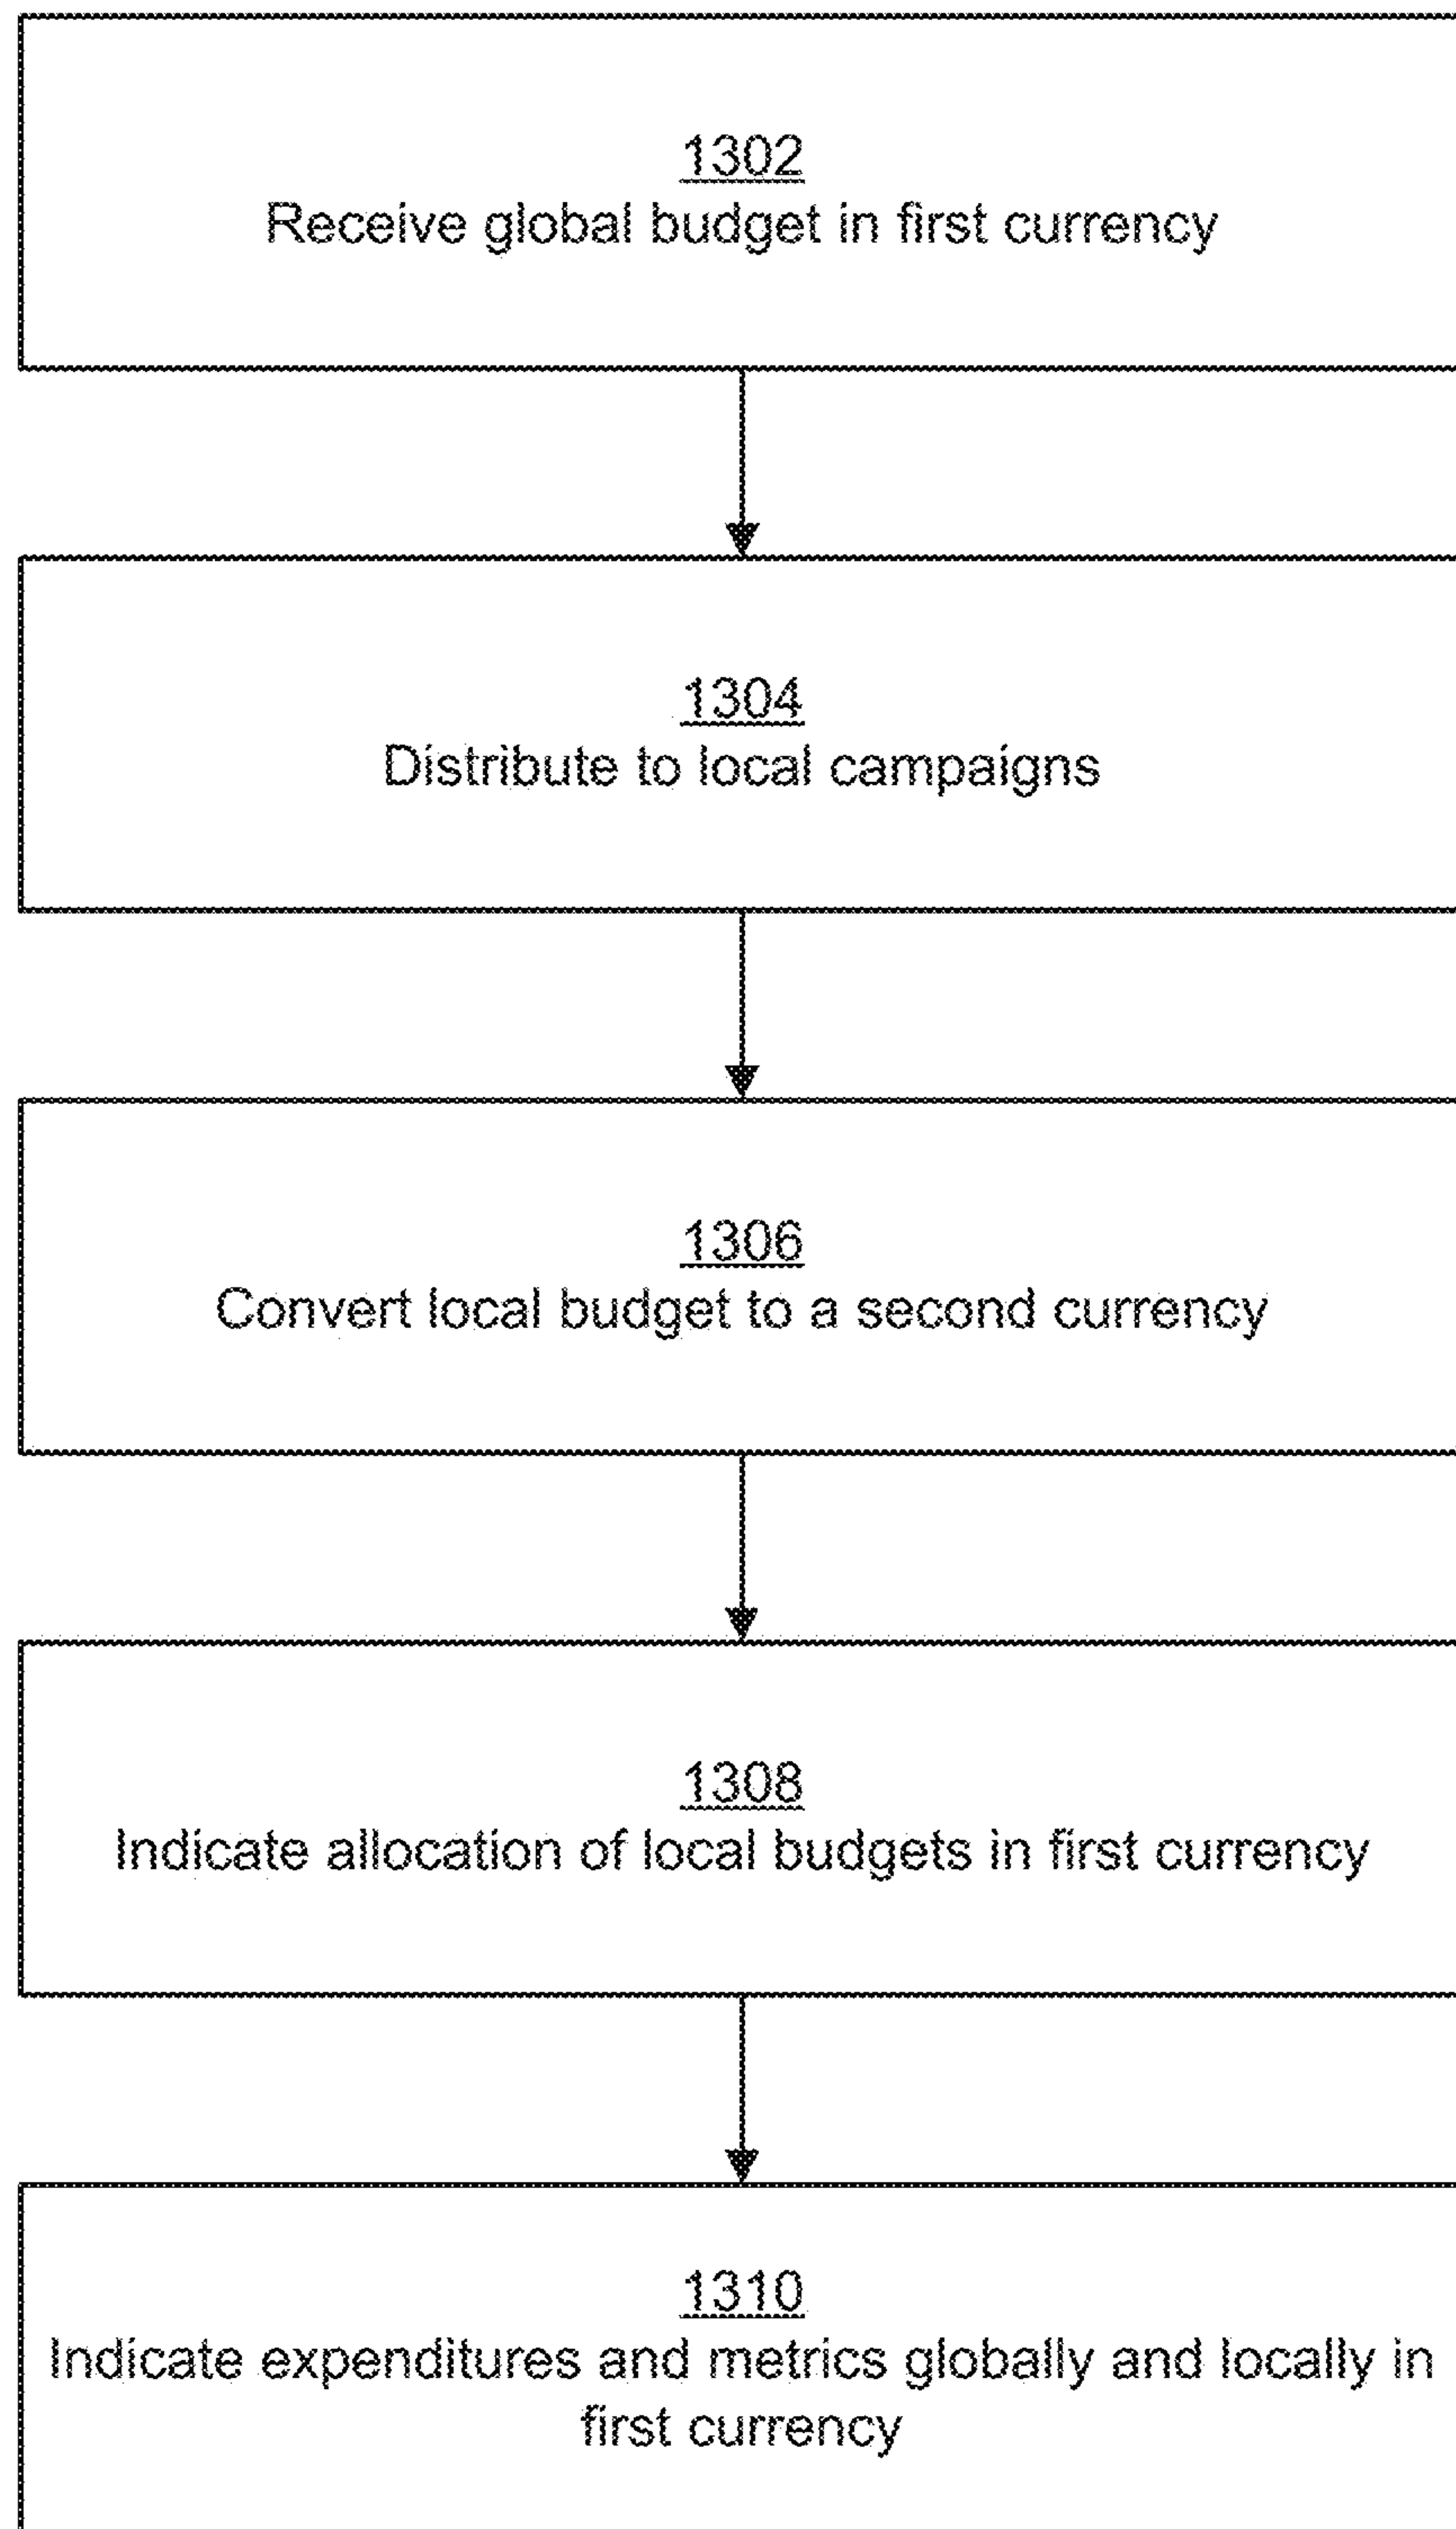 1302
Receive global budget in first currency
1304
Distribute to local campaigns
1306
Convert local budget to a second currency
1308
Indicate allocation of local budgets in first currency
1310
Indicate expenditures and metrics globally and locally in
first currency